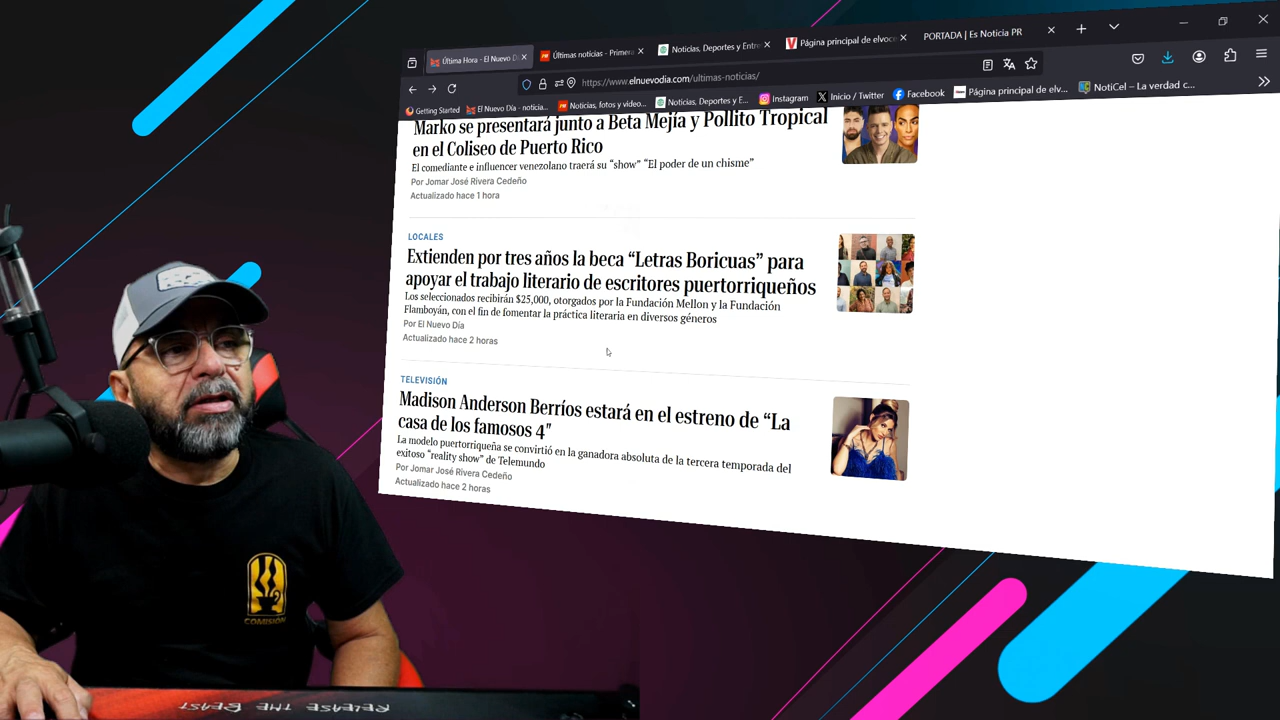 Última Hora - El Nuevo D
Últimas noticias - Primera
Noticias, Deportes y Entre
Página principal de elvoce
PORTADA | Es Noticia PR
https://www.elnuevodia.com/ultimas-noticias/
Getting Started
El Nuevo Día - noticia...
Noticias, fotos y videos...
Noticias, Deportes y E...
Instagram
Inicio / Twitter
Facebook
Página principal de elv...
NotiCel – La verdad c...
Marko se presentará junto a Beta Mejía y Pollito Tropical
en el Coliseo de Puerto Rico
El comediante e influencer venezolano traerá su “show” “El poder de un chisme”
Por Jomar José Rivera Cedeño
Actualizado hace 1 hora
LOCALES
Extienden por tres años la beca “Letras Boricuas” para
apoyar el trabajo literario de escritores puertorriqueños
Los seleccionados recibirán $25,000, otorgados por la Fundación Mellon y la Fundación
Flamboyán, con el fin de fomentar la práctica literaria en diversos géneros
Por El Nuevo Día
Actualizado hace 2 horas
TELEVISIÓN
Madison Anderson Berríos estará en el estreno de “La
casa de los famosos 4”
La modelo puertorriqueña se convirtió en la ganadora absoluta de la tercera temporada del
exitoso “reality show” de Telemundo
Por Jomar José Rivera Cedeño
Actualizado hace 2 horas
COMISIÓN
RELEASE THE BEAST